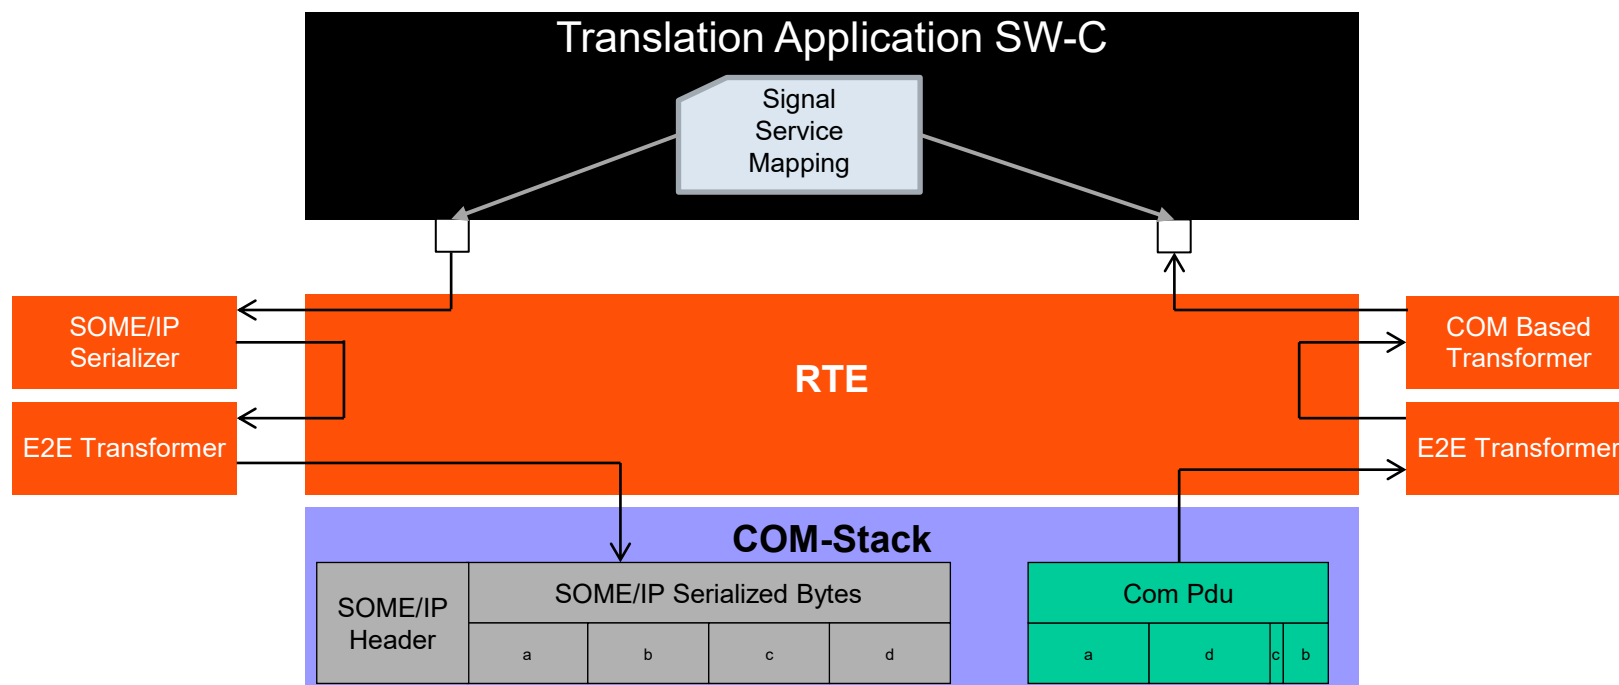 Translation Application SW-C
Signal
Service
Mapping
SOME/IP
Serializer
E2E Transformer
RTE
COM Based
Transformer
E2E Transformer
COM-Stack
SOME/IP
Header
SOME/IP Serialized Bytes
a b c d
Com Pdu
a d c b